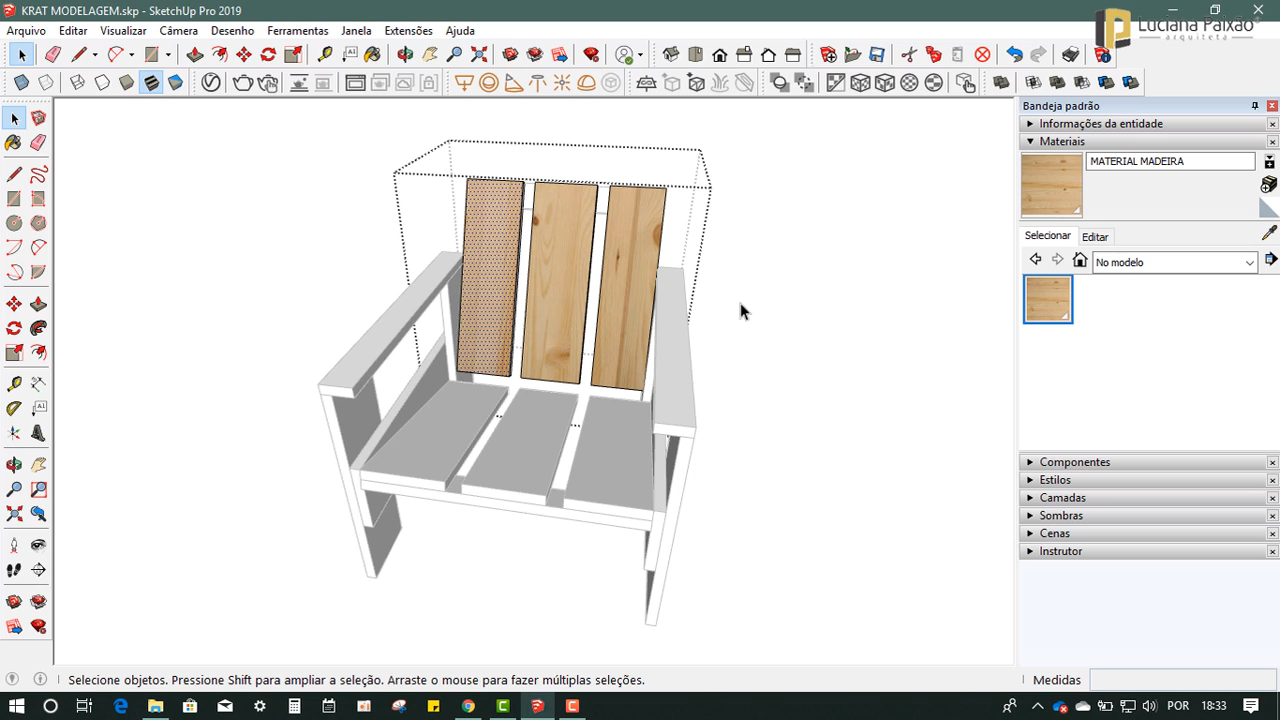 KRAT MODELAGEM.skp - SketchUp Pro 2019
Luciana Paixão
arquiteta
Arquivo Editar Visualizar Câmera Desenho Ferramentas Janela Extensões Ajuda
Bandeja padrão
Informações da entidade
Materiais
MATERIAL MADEIRA
Selecionar Editar
No modelo
Componentes
Estilos
Camadas
Sombras
Cenas
Instrutor
Selecione objetos. Pressione Shift para ampliar a seleção. Arraste o mouse para fazer múltiplas seleções.
Medidas
POR 18:33